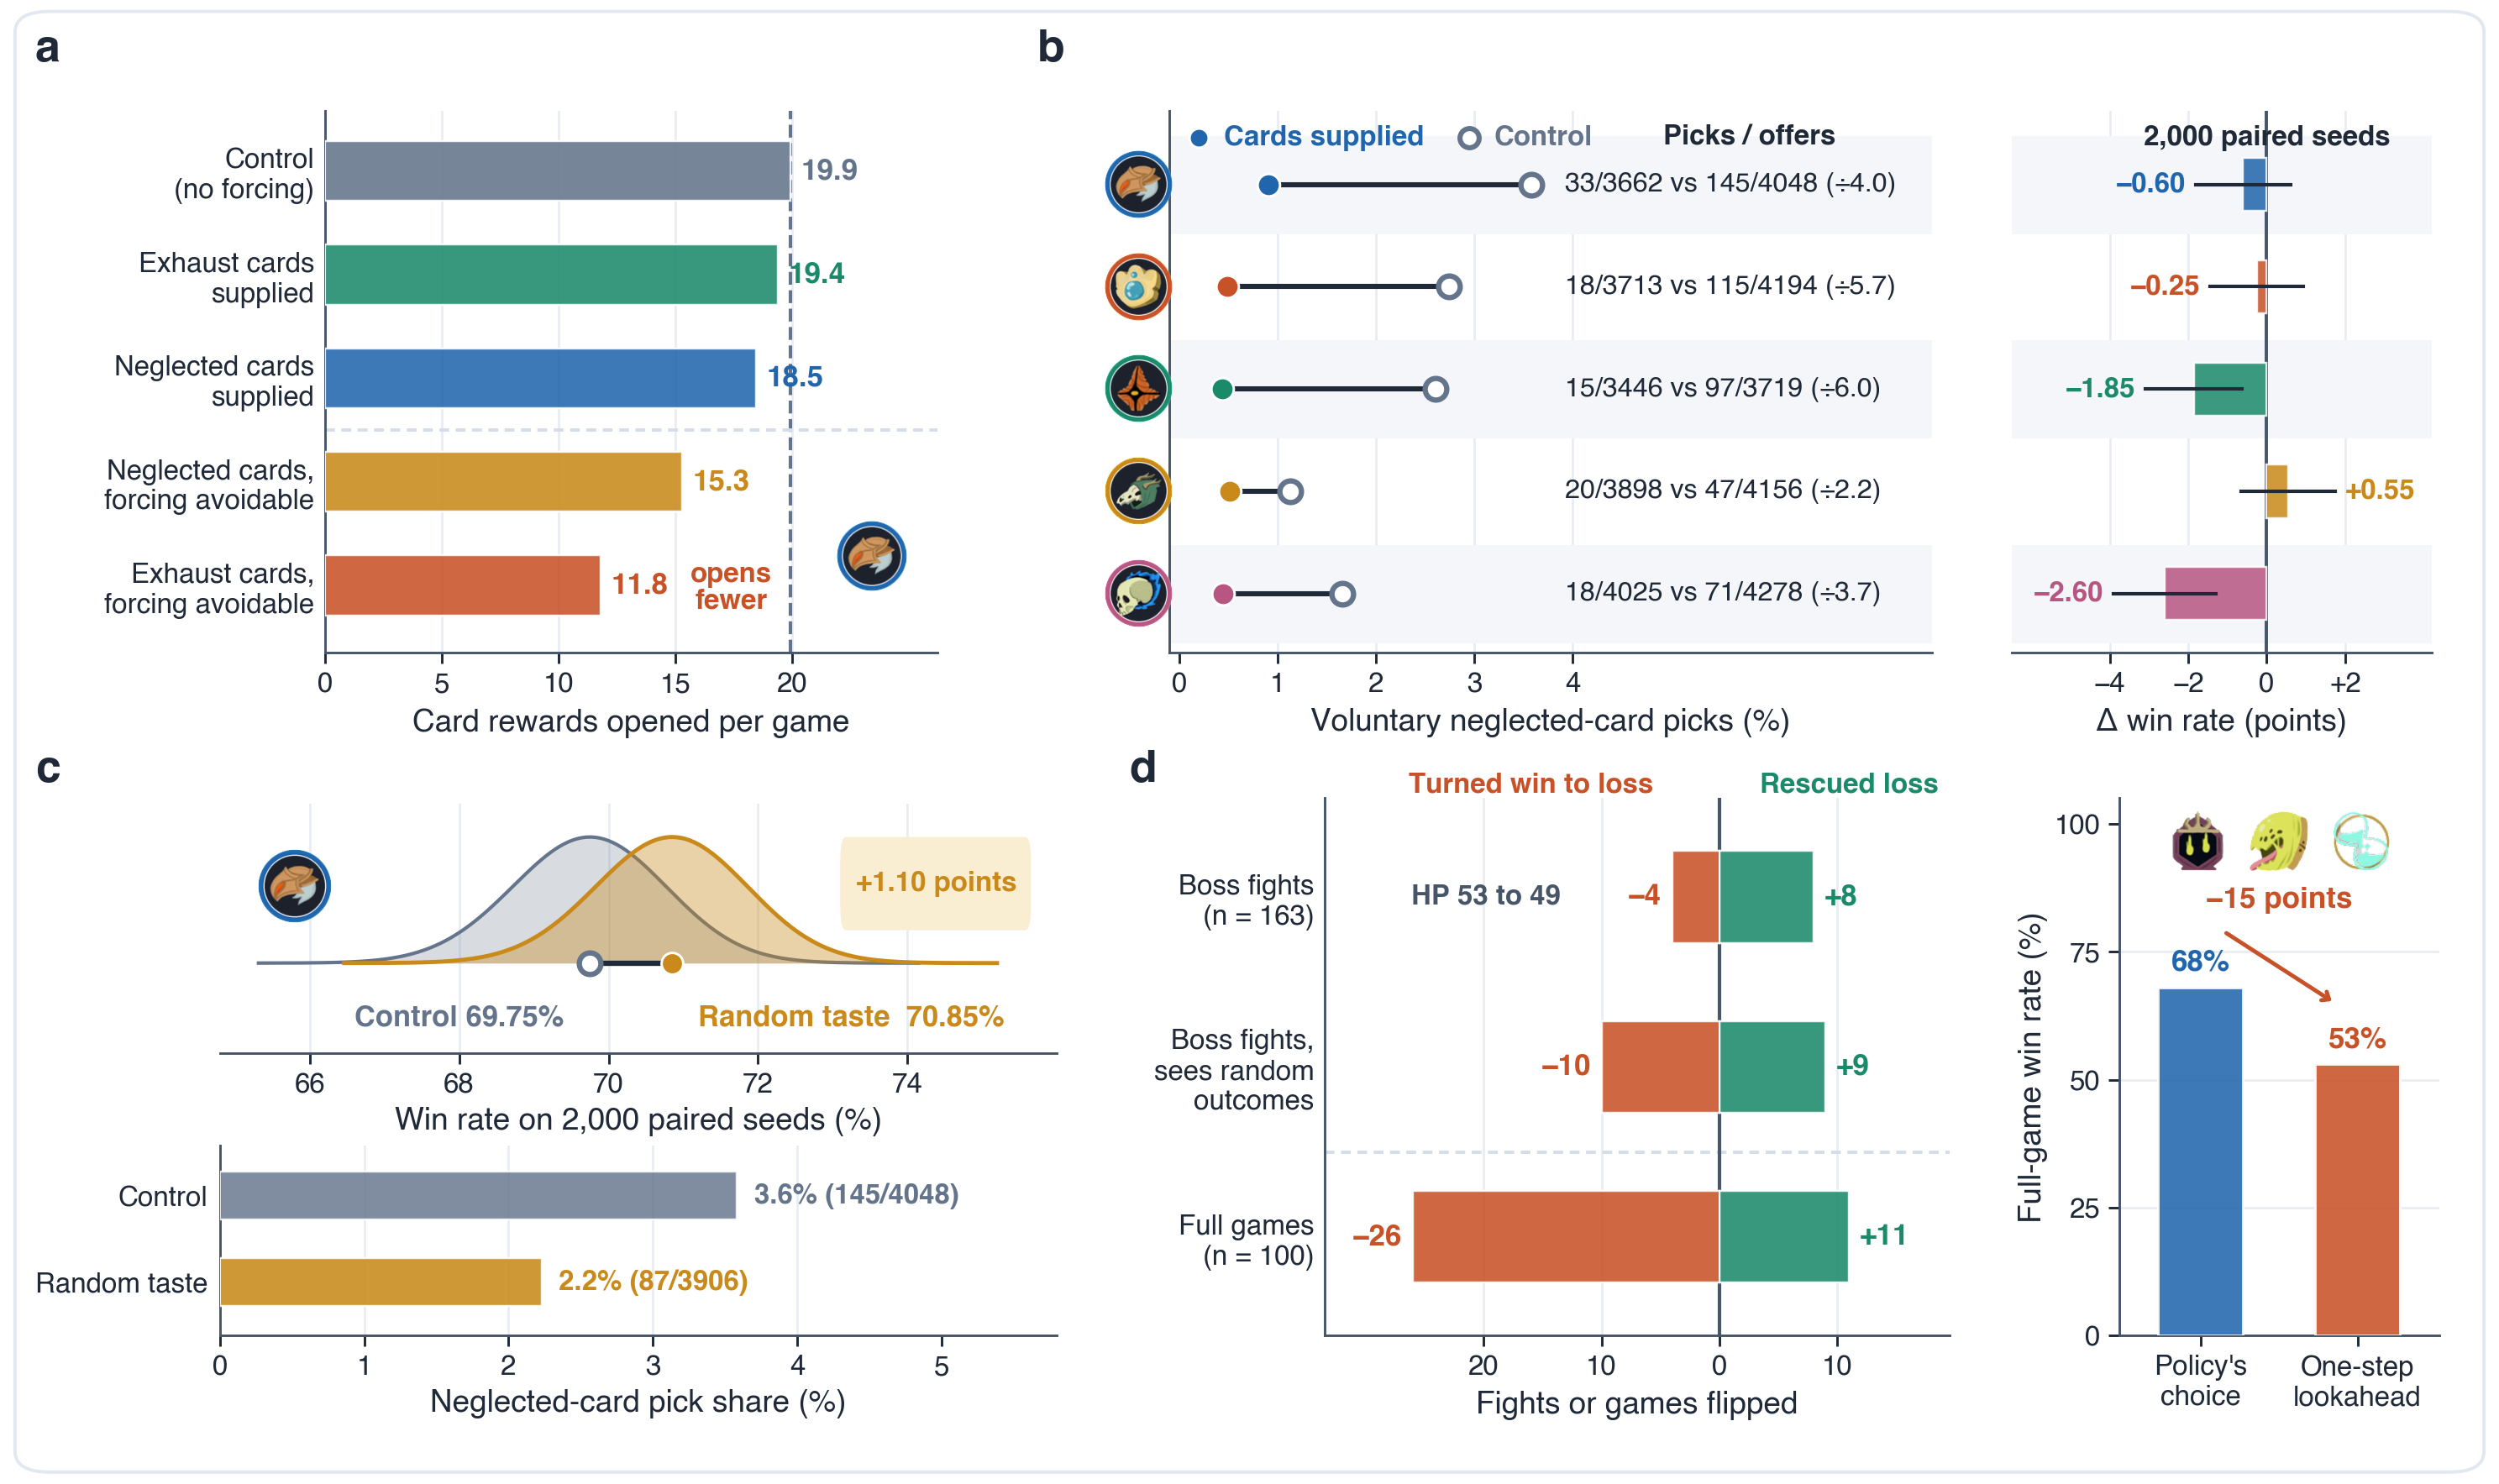 a
Control
(no forcing)
19.9
Exhaust cards
supplied
19.4
Neglected cards
supplied
18.5
Neglected cards,
forcing avoidable
15.3
Exhaust cards,
forcing avoidable
11.8
opens
fewer
0 5 10 15 20
Card rewards opened per game
b
Cards supplied Control Picks / offers
33/3662 vs 145/4048 (÷4.0)
18/3713 vs 115/4194 (÷5.7)
15/3446 vs 97/3719 (÷6.0)
20/3898 vs 47/4156 (÷2.2)
18/4025 vs 71/4278 (÷3.7)
0 1 2 3 4
Voluntary neglected-card picks (%)
2,000 paired seeds
−0.60
−0.25
−1.85
+0.55
−2.60
−4 −2 0 +2
Δ win rate (points)
c
+1.10 points
Control 69.75% Random taste 70.85%
66 68 70 72 74
Win rate on 2,000 paired seeds (%)
Control
3.6% (145/4048)
Random taste
2.2% (87/3906)
0 1 2 3 4 5
Neglected-card pick share (%)
d
Turned win to loss Rescued loss
Boss fights
(n = 163)
HP 53 to 49
−4 +8
Boss fights,
sees random
outcomes
−10 +9
Full games
(n = 100)
−26 +11
20 10 0 10
Fights or games flipped
Full-game win rate (%)
100
75
50
25
0
−15 points
68%
53%
Policy's
choice
One-step
lookahead